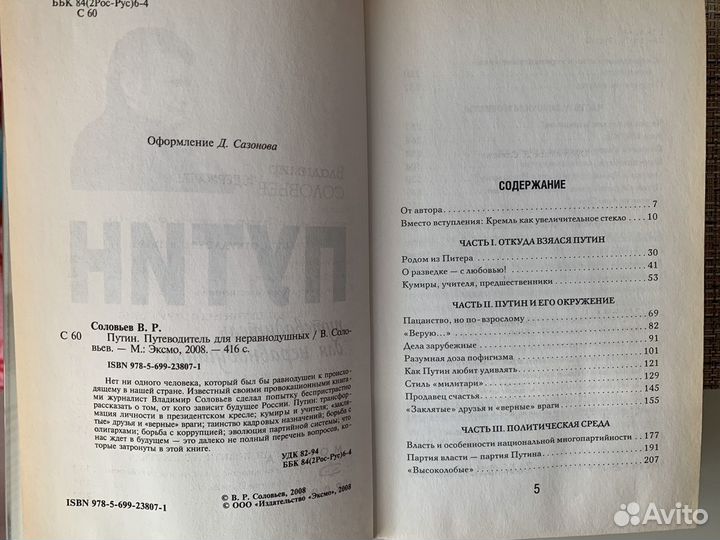 ББК 84(2Рос-Рус)6-4
С 60
Оформление Д. Сазонова
Соловьев В. Р.
С 60 Путин. Путеводитель для неравнодушных / В. Соло-
вьев. — М.: Эксмо, 2008. — 416 с.
ISBN 978-5-699-23807-1
Нет ни одного человека, который был бы равнодушен к происхо-
дящему в нашей стране. Известный своими провокационными книга-
ми журналист Владимир Соловьев сделал попытку беспристрастно
рассказать о том, от кого зависит будущее России. Путин: трансфор-
мация личности в президентском кресле; кумиры и учителя; «закля-
тые» друзья и «верные» враги; таинство кадровых назначений; борьба с
олигархами; борьба с коррупцией; эволюция партийной системы; что
нас ждет в будущем — это далеко не полный перечень вопросов, ко-
торые затронуты в этой книге.
УДК 82-94
ББК 84(2Рос-Рус)6-4
© В. Р. Соловьев, 2008
ISBN 978-5-699-23807-1 © ООО «Издательство «Эксмо», 2008
СОДЕРЖАНИЕ
От автора 7
Вместо вступления: Кремль как увеличительное стекло 10
ЧАСТЬ I. ОТКУДА ВЗЯЛСЯ ПУТИН
Родом из Питера 30
О разведке — с любовью! 41
Кумиры, учителя, предшественники 53
ЧАСТЬ II. ПУТИН И ЕГО ОКРУЖЕНИЕ
Пацанство, но по-взрослому 69
«Верую...» 82
Дела зарубежные 91
Разумная доза пофигизма 101
Как Путин любит удивлять 121
Стиль «милитари» 129
Продавец счастья 145
"Заклятые" друзья и «верные» враги 155
ЧАСТЬ III. ПОЛИТИЧЕСКАЯ СРЕДА
Власть и особенности национальной многопартийности 177
Партия власти — партия Путина 191
«Высоколобые» 207
5
Avito